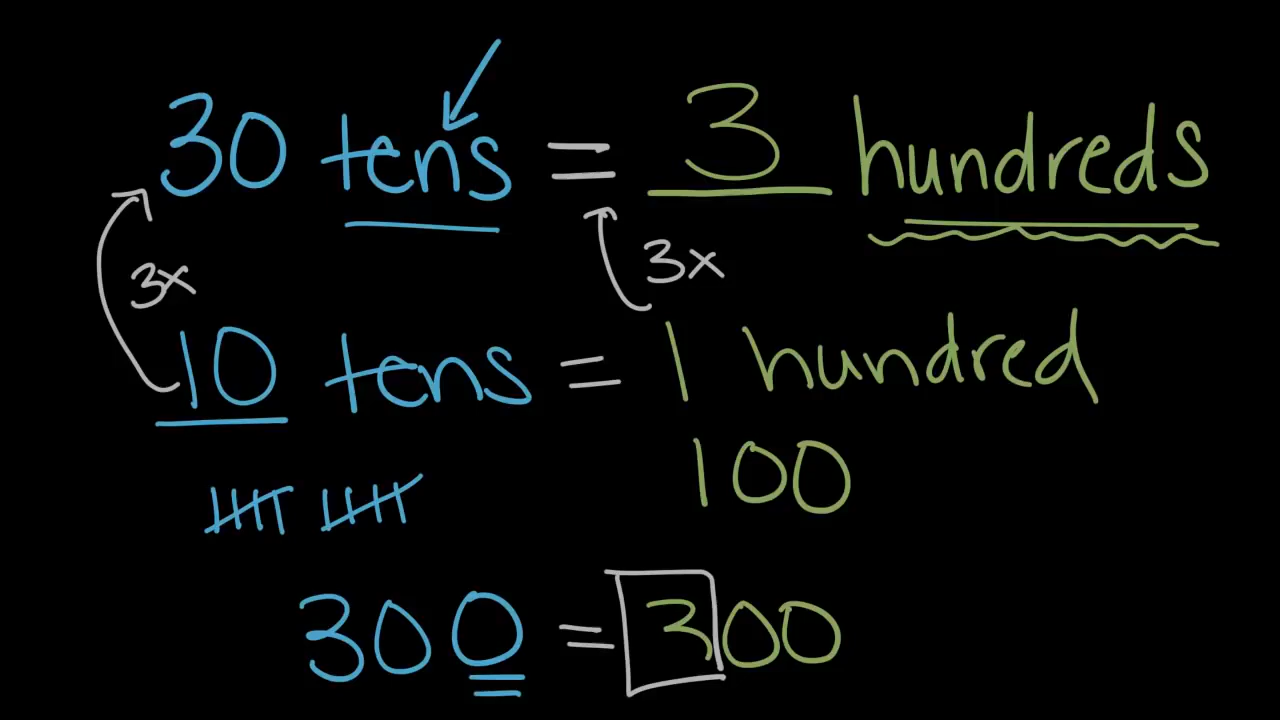 30 tens = 3 hundreds
3x 3x
10 tens = 1 hundred
100
300 = 300